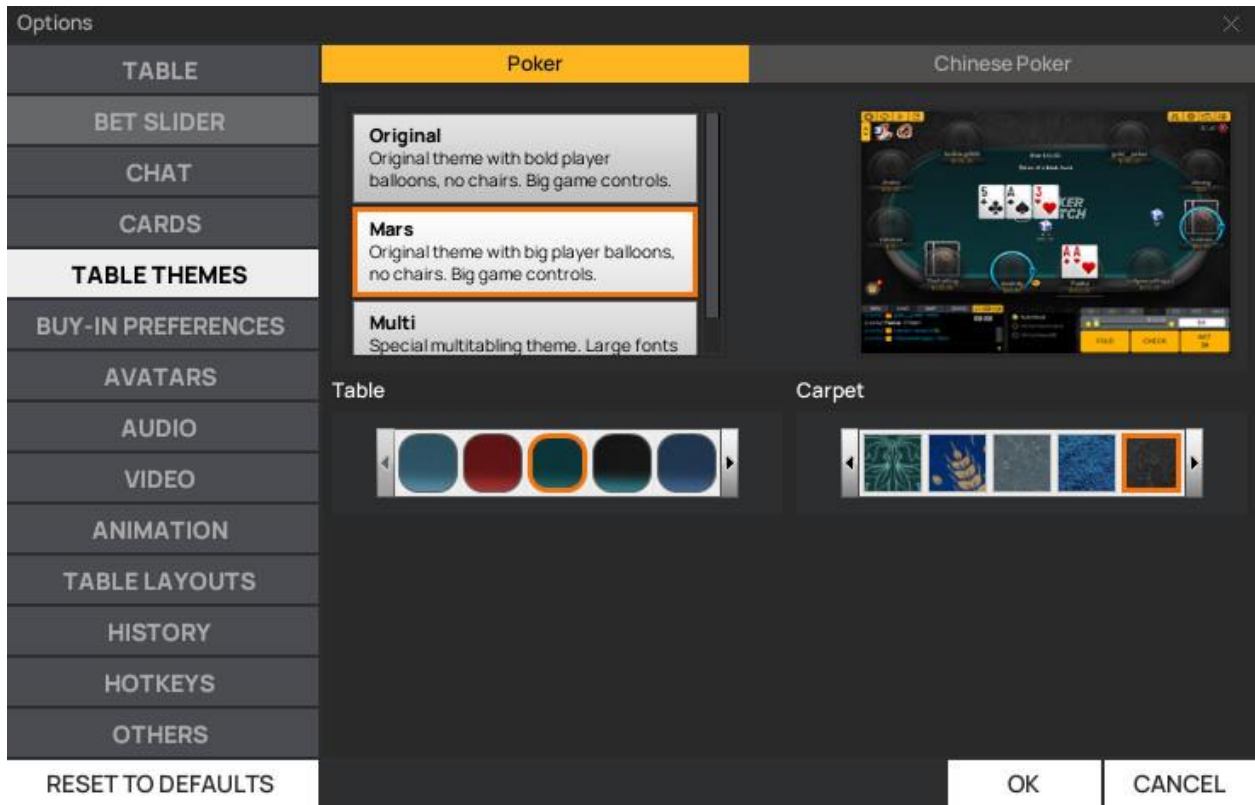 Options
TABLE
BET SLIDER
CHAT
CARDS
TABLE THEMES
BUY-IN PREFERENCES
AVATARS
AUDIO
VIDEO
ANIMATION
TABLE LAYOUTS
HISTORY
HOTKEYS
OTHERS
RESET TO DEFAULTS
Poker
Chinese Poker
Original
Original theme with bold player
balloons, no chairs. Big game controls.
Mars
Original theme with big player balloons,
no chairs. Big game controls.
Multi
Special multitabling theme. Large fonts
5 A 3
A A
FOLD
CHECK
BET
Table
Carpet
OK
CANCEL